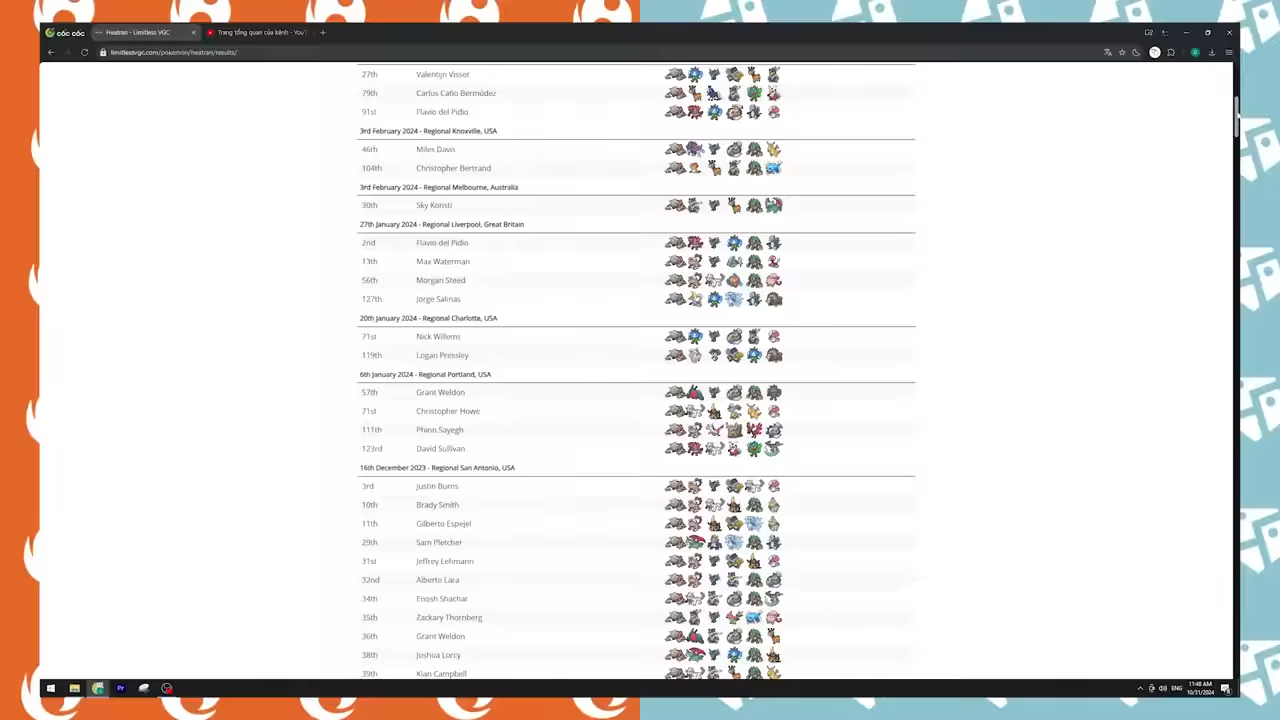 cốc cốc
Heatran - Limitless VGC
Trang tổng quan của kênh - YouT
limitlessvgc.com/pokemon/heatran/results/
27th Valentijn Visser
79th Carlos Caño Bermúdez
91st Flavio del Pidio
3rd February 2024 - Regional Knoxville, USA
46th Miles Davis
104th Christopher Bertrand
3rd February 2024 - Regional Melbourne, Australia
30th Sky Konsti
27th January 2024 - Regional Liverpool, Great Britain
2nd Flavio del Pidio
13th Max Waterman
56th Morgan Steed
127th Jorge Salinas
20th January 2024 - Regional Charlotte, USA
71st Nick Willems
119th Logan Pressley
6th January 2024 - Regional Portland, USA
57th Grant Weldon
71st Christopher Howe
111th Phinn Sayegh
123rd David Sullivan
16th December 2023 - Regional San Antonio, USA
3rd Justin Burns
10th Brady Smith
11th Gilberto Espejel
29th Sam Pletcher
31st Jeffrey Lehmann
32nd Alberto Lara
34th Enosh Shachar
35th Zackary Thornberg
36th Grant Weldon
38th Joshua Lorcy
39th Kian Campbell
Pr
ENG
11:48 AM
10/31/2024